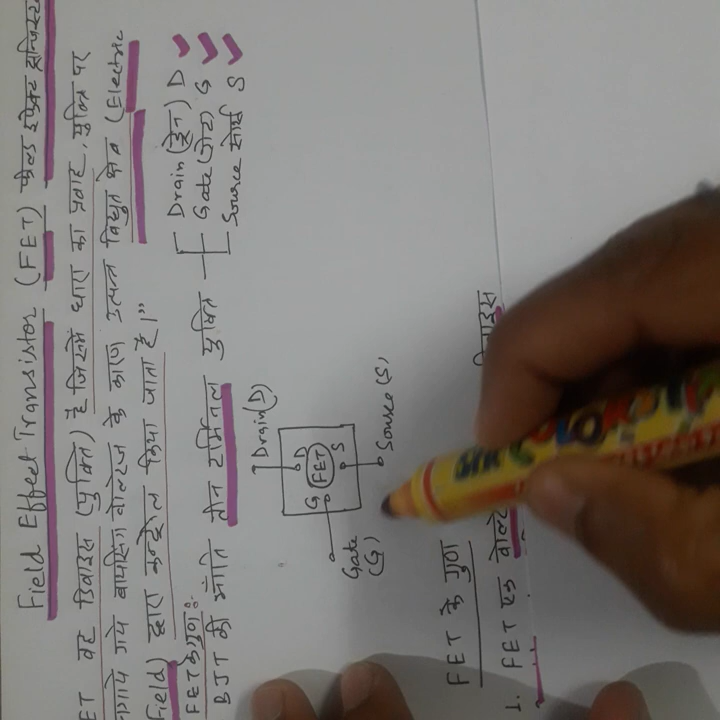 Field Effect Transistor (FET) फील्ड इफेक्ट ट्रान्जिस्टर
FET वह डिवाइस (युक्ति) है जिसमें धारा का प्रवाह, युक्ति पर
लगाये गये बायसिंग वोल्टेज के कारण उत्पन्न विद्युत क्षेत्र (Electric
Field) द्वारा कन्ट्रोल किया जाता है।"
FET के गुण:-
BJT की भाँति तीन टर्मिनल युक्ति
Drain (ड्रेन) D
Gate (गेट) G
Source सोर्स S
Drain(D)
D
G
FET
S
Gate
(G)
Source(S)
FET के गुण
1. FET एक वोल्टे
डिवाइस